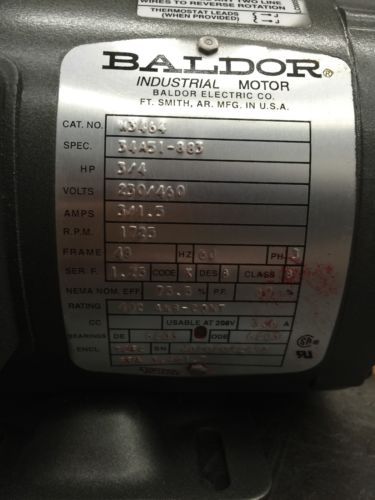 WIRES TO REVERSE ROTATION
THERMOSTAT LEADS J
(WHEN PROVIDED) J
BALDOR®
INDUSTRIAL MOTOR
BALDOR ELECTRIC CO.
FT. SMITH, AR. MFG. IN U.S.A.
CAT. NO. M3464
SPEC. 34A51-883
HP 3/4
VOLTS 230/460
AMPS 3/1.5
R.P.M. 1725
FRAME 48 HZ 60 PH 3
SER. F. 1.25 CODE K DES B CLASS B
NEMA NOM. EFF % P.F. %
RATING 40C AMB-CONT
CC USABLE AT 208V A
BEARINGS DE ODE
ENCL SN